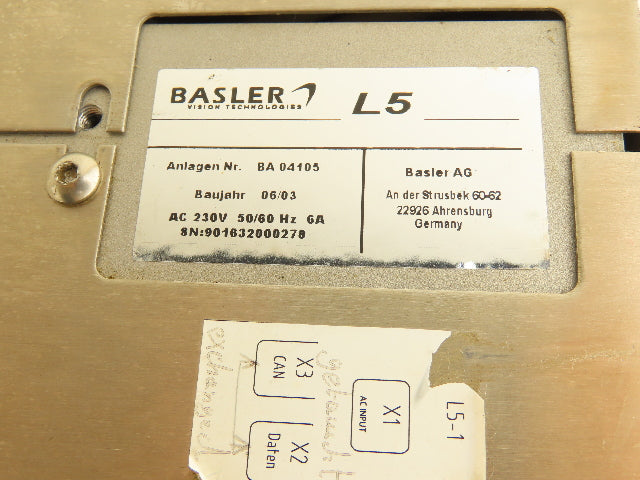 BASLER
VISION TECHNOLOGIES
L5
Anlagen Nr. BA 04105
Baujahr 06/03
AC 230V 50/60 Hz 6A
SN:901632000278
Basler AG
An der Strusbek 60-62
22926 Ahrensburg
Germany
L5-1
X1
AC INPUT
getauscht
X3
CAN
X2
Daten
exchanged